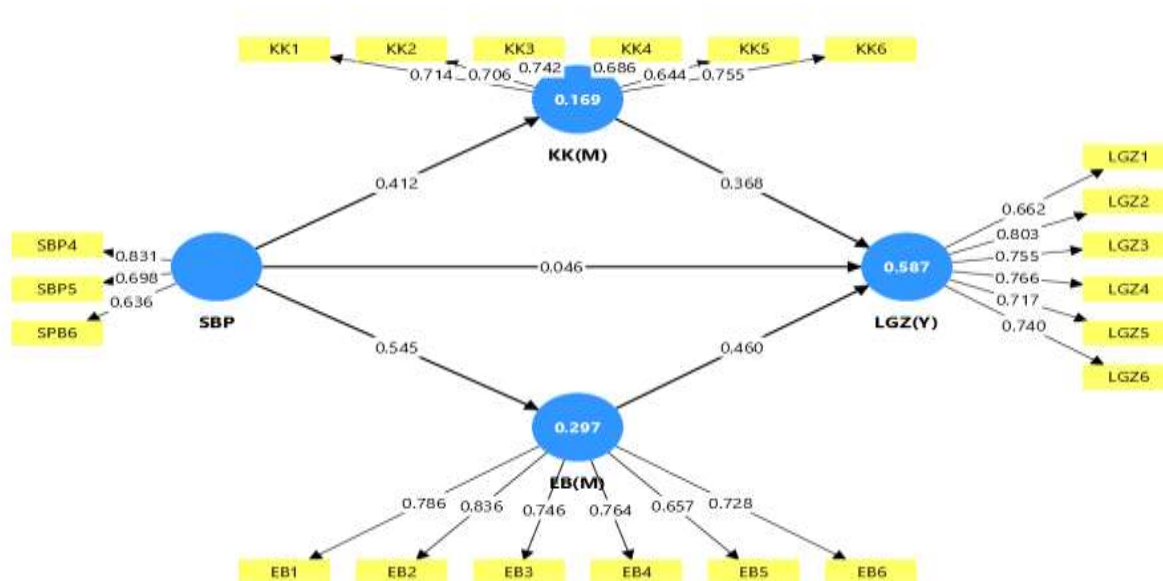 KK1 KK2 KK3 KK4 KK5 KK6
0.714 0.706 0.742 0.686 0.644 0.755
0.169
KK(M)
LGZ1
0.412
0.368
0.662
LGZ2
0.803
SBP4
0.831
LGZ3
0.755
0.046
0.587
0.766
SBP5
0.698
LGZ4
0.717
0.636
SPB6
SBP
LGZ(Y)
0.740
LGZ5
0.545
0.460
LGZ6
0.297
EB(M)
0.786 0.836 0.746 0.764 0.657 0.728
EB1 EB2 EB3 EB4 EB5 EB6